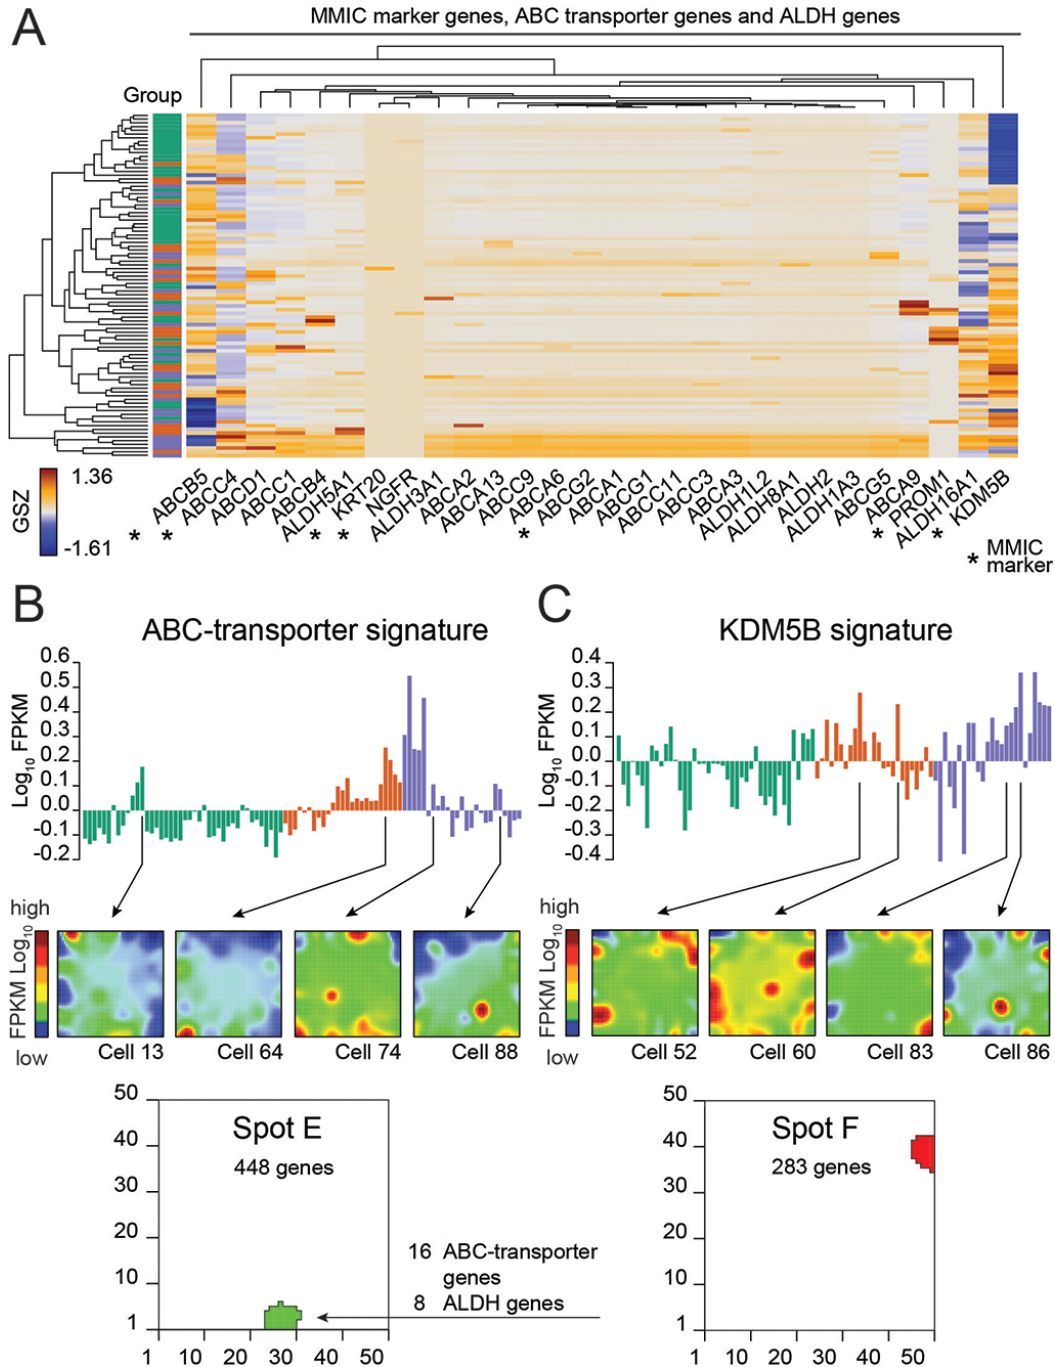 A
MMIC marker genes, ABC transporter genes and ALDH genes
Group
GSZ
1.36
-1.61
ABCB5
ABCC4
ABCD1
ABCC1
ABCB4
ALDH5A1
KRT20
NGFR
ALDH3A1
ABCA2
ABCA13
ABCC9
ABCA6
ABCG2
ABCA1
ABCG1
ABCC11
ABCC3
ABCA3
ALDH1L2
ALDH8A1
ALDH2
ALDH1A3
ABCG5
ABCA9
PROM1
ALDH16A1
KDM5B
* * * * * * *
* MMIC
marker
B
ABC-transporter signature
Log10 FPKM
0.6
0.5
0.4
0.3
0.2
0.1
0.0
-0.1
-0.2
high
FPKM Log10
low
Cell 13
Cell 64
Cell 74
Cell 88
C
KDM5B signature
Log10 FPKM
0.4
0.3
0.2
0.1
0.0
-0.1
-0.2
-0.3
-0.4
high
FPKM Log10
low
Cell 52
Cell 60
Cell 83
Cell 86
50
40
30
20
10
1
Spot E
448 genes
1 10 20 30 40 50
16 ABC-transporter
genes
8 ALDH genes
50
40
30
20
10
1
Spot F
283 genes
1 10 20 30 40 50